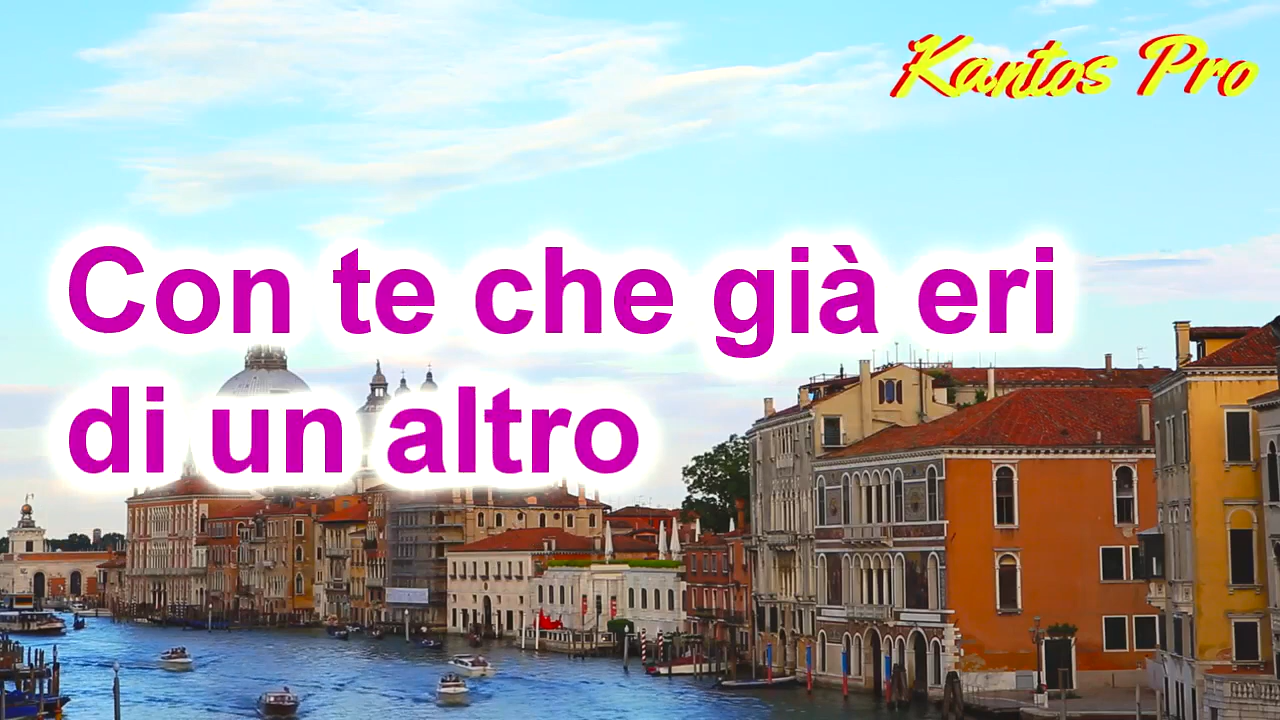 Kantos Pro
Con te che già eri
di un altro